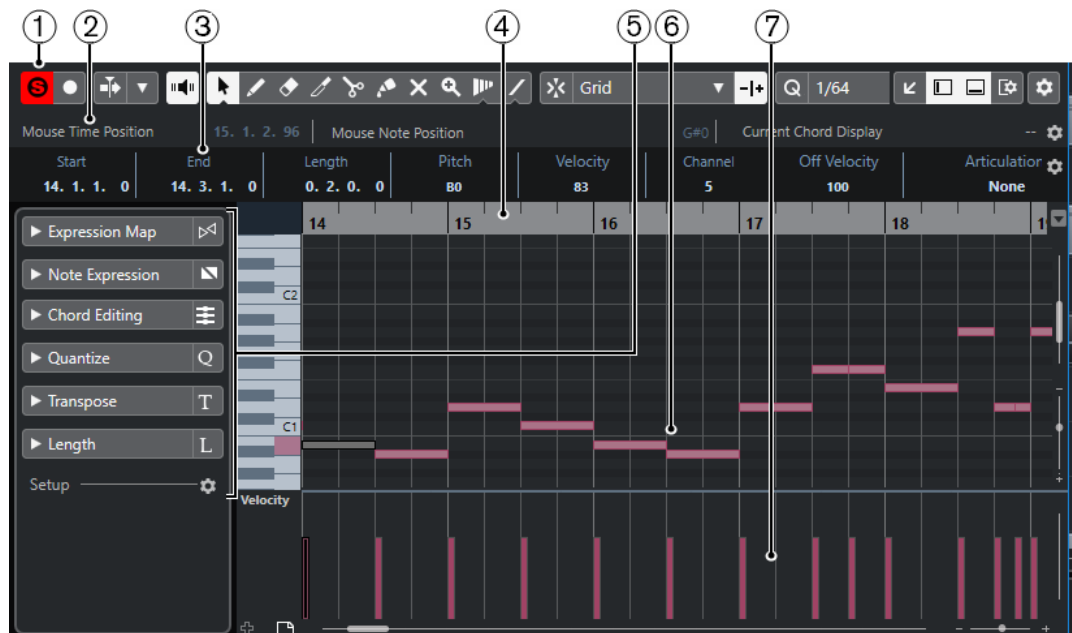 ① ② ③ ④ ⑤ ⑥ ⑦
S Grid Q 1/64
Mouse Time Position 15. 1. 2. 96 Mouse Note Position G#0 Current Chord Display --
Start End Length Pitch Velocity Channel Off Velocity Articulation
14. 1. 1. 0 14. 3. 1. 0 0. 2. 0. 0 B0 83 5 100 None
14 15 16 17 18
Expression Map
Note Expression
C2
Chord Editing
Quantize Q
Transpose T
C1
Length L
Setup
Velocity